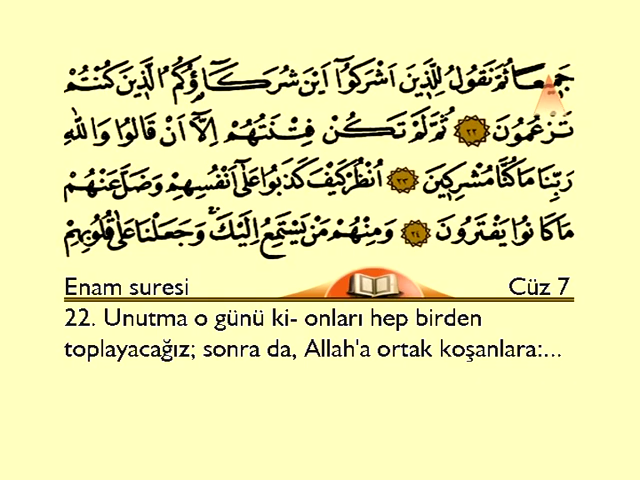 جَمِيعًا ثُمَّ نَقُولُ لِلَّذِينَ اَشْرَكُٓوا اَيْنَ شُرَكَٓاؤُ۬كُمُ الَّذِينَ كُنْتُمْ
تَزْعُمُونَ ٢٢ ثُمَّ لَمْ تَكُنْ فِتْنَتُهُمْ اِلَّٓا اَنْ قَالُوا وَاللّٰهِ
رَبِّنَا مَا كُنَّا مُشْرِكِينَ ٢٣ اُنْظُرْ كَيْفَ كَذَبُوا عَلٰٓى اَنْفُسِهِمْ وَضَلَّ عَنْهُمْ
مَا كَانُوا يَفْتَرُونَ ٢٤ وَمِنْهُمْ مَنْ يَسْتَمِعُ اِلَيْكَۚ وَجَعَلْنَا عَلٰى قُلُوبِهِمْ
Enam suresi Cüz 7
22. Unutma o günü ki- onları hep birden
toplayacağız; sonra da, Allah'a ortak koşanlara:...